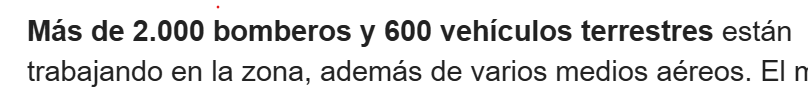 Más de 2.000 bomberos y 600 vehículos terrestres están
trabajando en la zona, además de varios medios aéreos. El